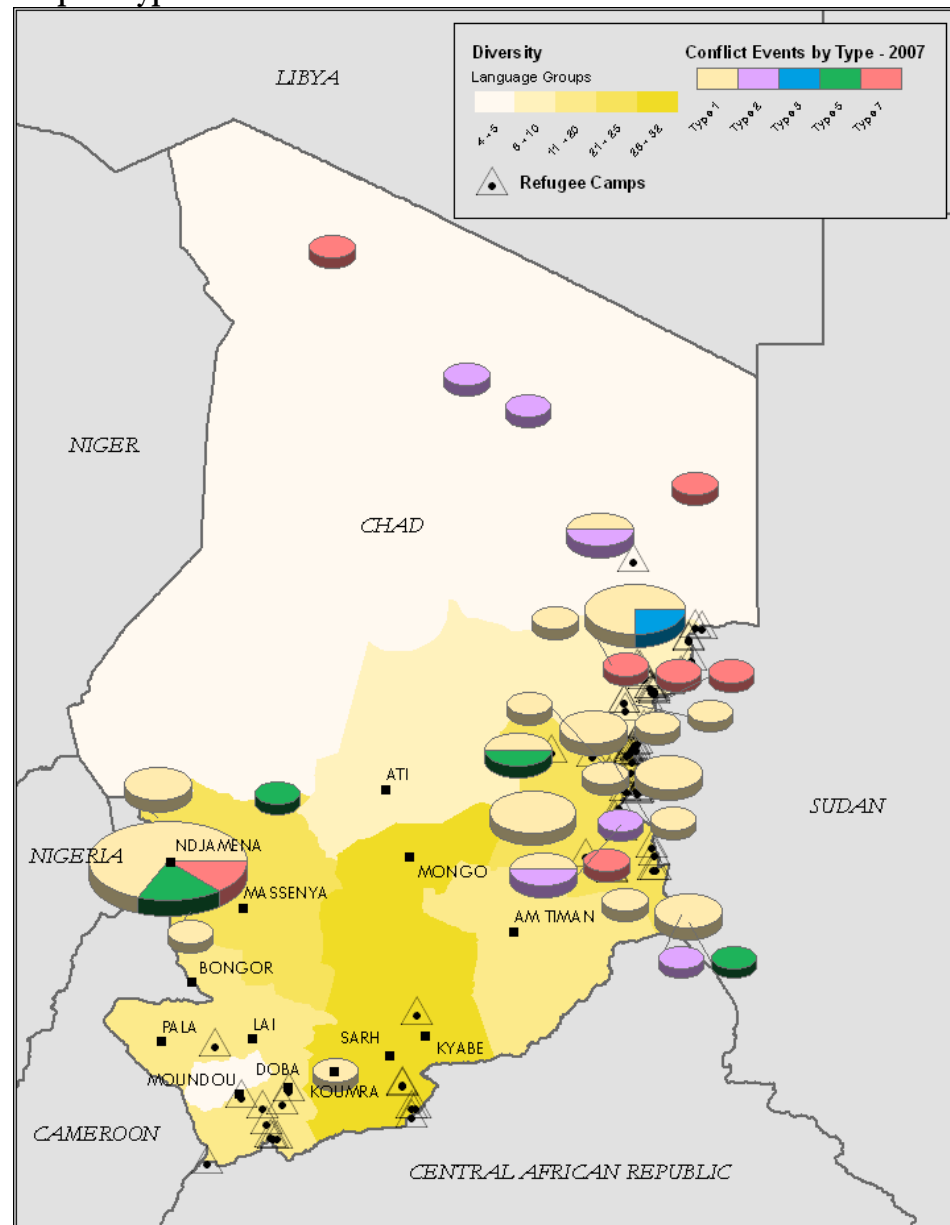 Diversity
Language Groups
4 - 5
6 - 10
11 - 20
21 - 25
26 - 32
Refugee Camps
Conflict Events by Type - 2007
Type 1
Type 2
Type 3
Type 5
Type 7
LIBYA
NIGER
CHAD
ATI
SUDAN
NIGERIA
NDJAMENA
MONGO
MASSENYA
AM TIMAN
BONGOR
PALA
LAI
SARH
KYABE
MOUNDOU
DOBA
KOUMRA
CAMEROON
CENTRAL AFRICAN REPUBLIC